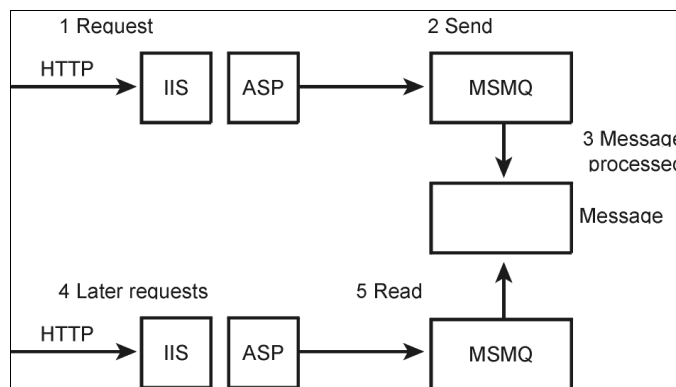 1 Request
2 Send
HTTP
IIS
ASP
MSMQ
3 Message
processed
Message
4 Later requests
5 Read
HTTP
IIS
ASP
MSMQ